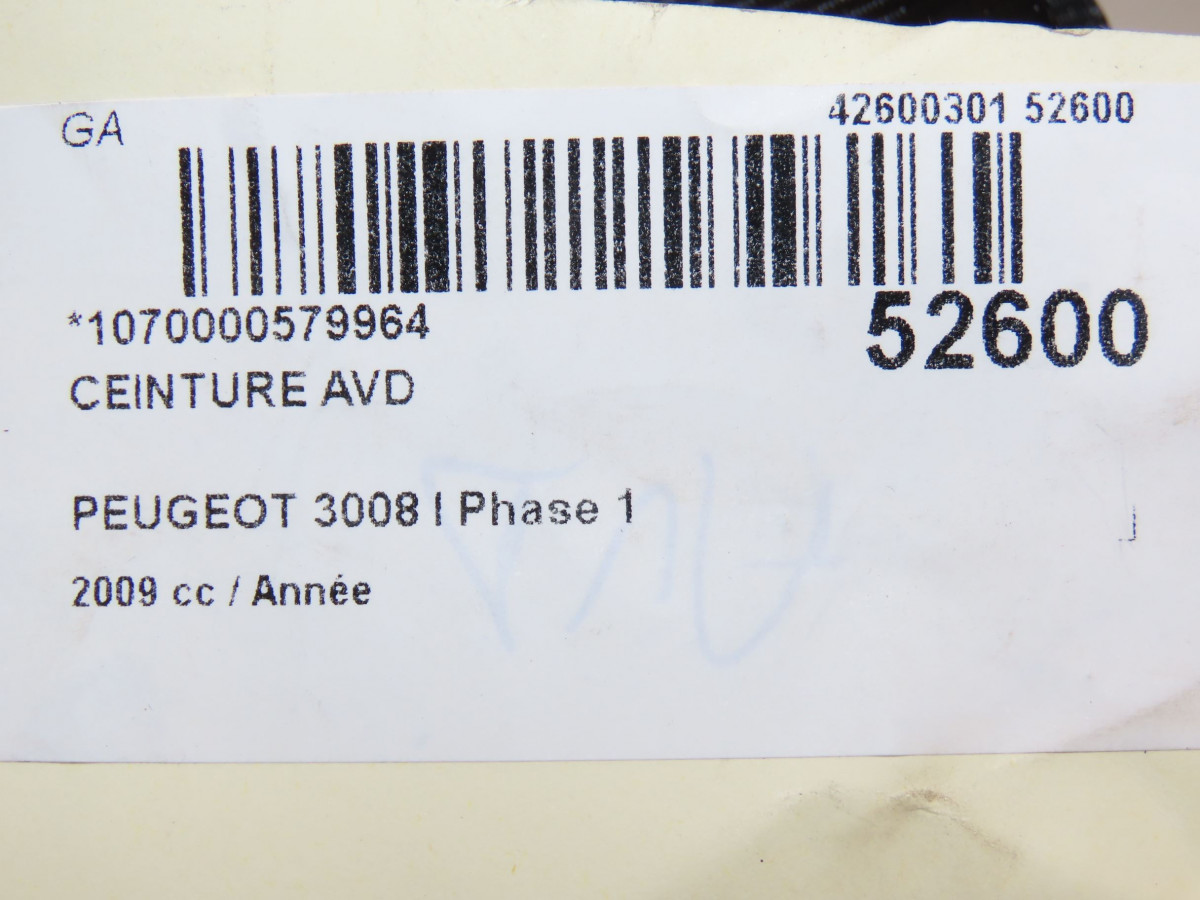 GA
42600301 52600
*1070000579964
52600
CEINTURE AVD
PEUGEOT 3008 I Phase 1
2009 cc / Année